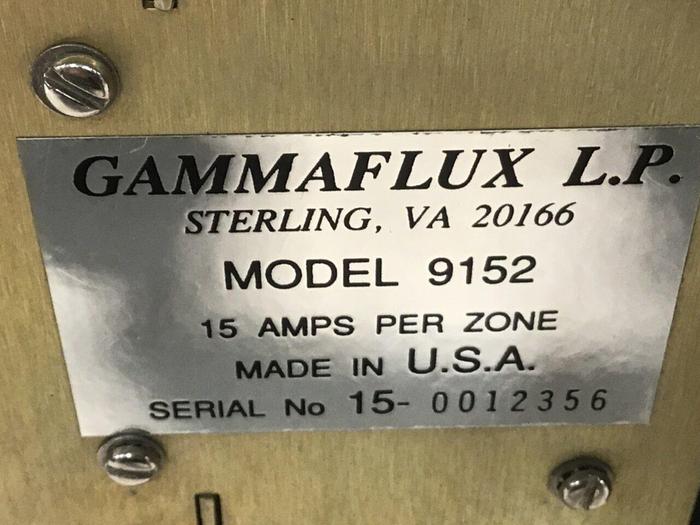 GAMMAFLUX L.P.
STERLING, VA 20166
MODEL 9152
15 AMPS PER ZONE
MADE IN U.S.A.
SERIAL No 15- 0012356